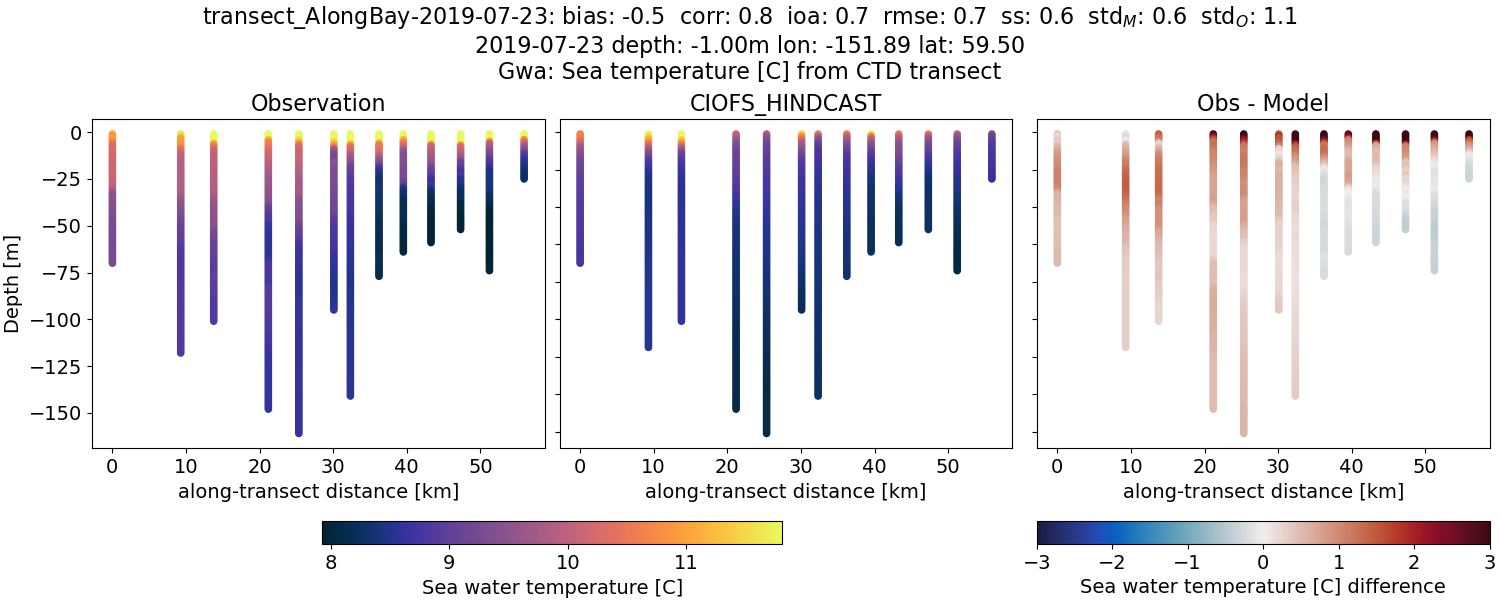 transect_AlongBay-2019-07-23: bias: -0.5 corr: 0.8 ioa: 0.7 rmse: 0.7 ss: 0.6 std_M: 0.6 std_O: 1.1
2019-07-23 depth: -1.00m lon: -151.89 lat: 59.50
Gwa: Sea temperature [C] from CTD transect
Observation CIOFS_HINDCAST Obs - Model
0
−25
−50
−75
−100
−125
−150
Depth [m]
0 10 20 30 40 50 0 10 20 30 40 50 0 10 20 30 40 50
along-transect distance [km] along-transect distance [km] along-transect distance [km]
8 9 10 11 −3 −2 −1 0 1 2 3
Sea water temperature [C] Sea water temperature [C] difference